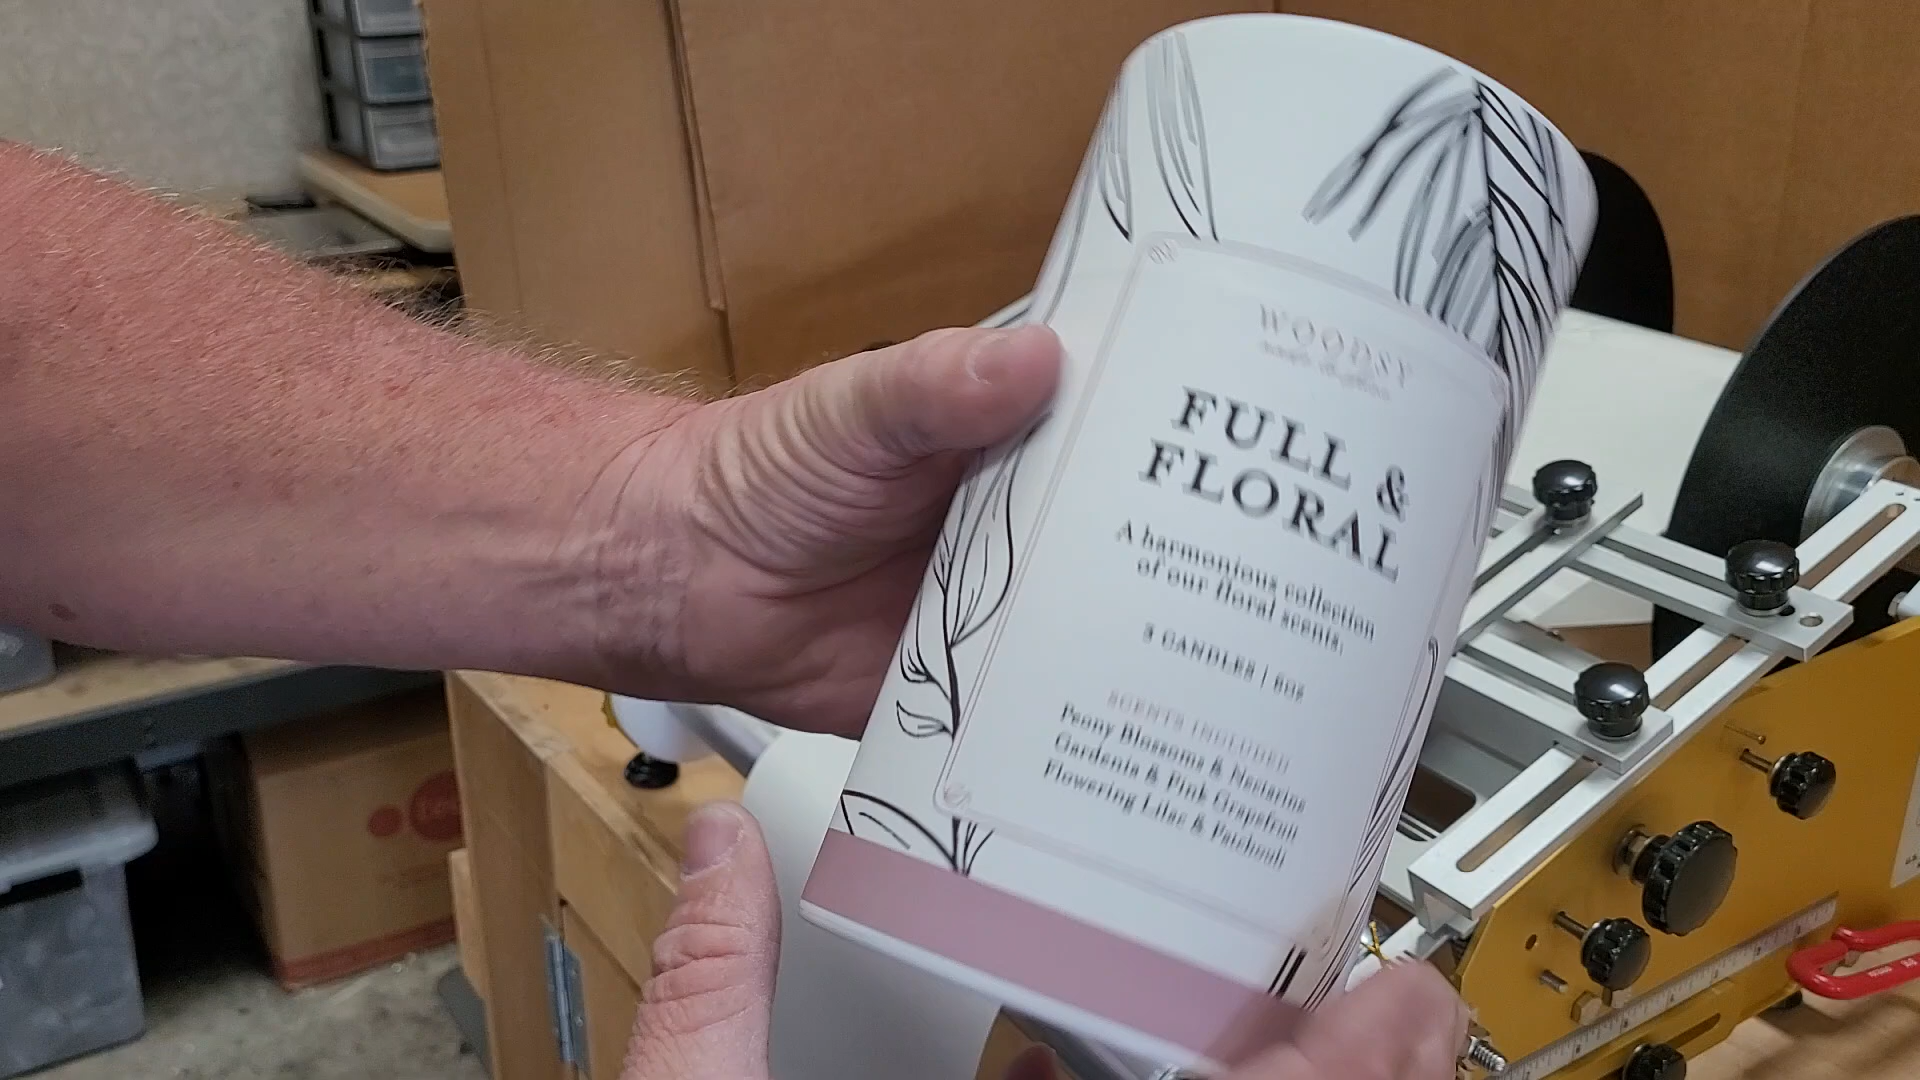 WOODSY
FULL &
FLORAL
A harmonious collection
of our floral scents.
3 CANDLES | 6oz
SCENTS INCLUDED
Peony Blossoms & Nectarine
Gardenia & Pink Grapefruit
Flowering Lilac & Patchouli